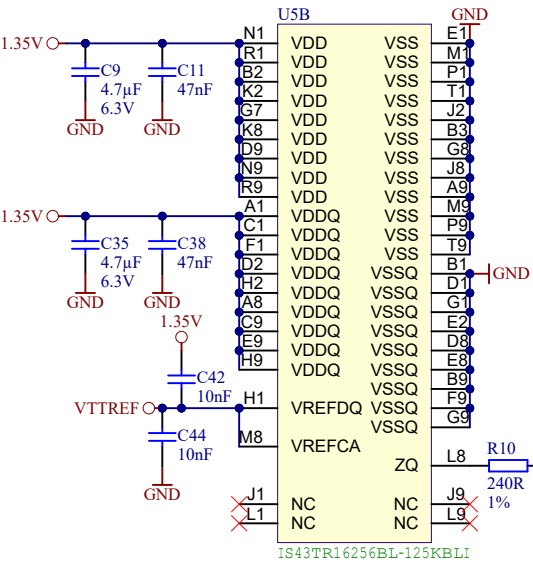 U5B
GND
1.35V
N1 VDD VSS E1
R1 VDD VSS M1
B2 VDD VSS P1
C9 C11 K2 VDD VSS T1
4.7µF 47nF G7 VDD VSS J2
6.3V K8 VDD VSS B3
GND GND D9 VDD VSS G8
N9 VDD VSS J8
R9 VDD VSS A9
1.35V A1 VDDQ VSS M9
C1 VDDQ VSS P9
C35 C38 F1 VDDQ VSS T9
4.7µF 47nF D2 VDDQ VSSQ B1 GND
6.3V H2 VDDQ VSSQ D1
GND GND A8 VDDQ VSSQ G1
1.35V C9 VDDQ VSSQ E2
E9 VDDQ VSSQ D8
H9 VDDQ VSSQ E8
C42 VSSQ B9
10nF
VTTREF H1 VREFDQ VSSQ F9
C44 VSSQ G9
10nF M8 VREFCA
ZQ L8 R10
GND 240R
J1 NC NC J9 1%
L1 NC NC L9
IS43TR16256BL-125KBLI